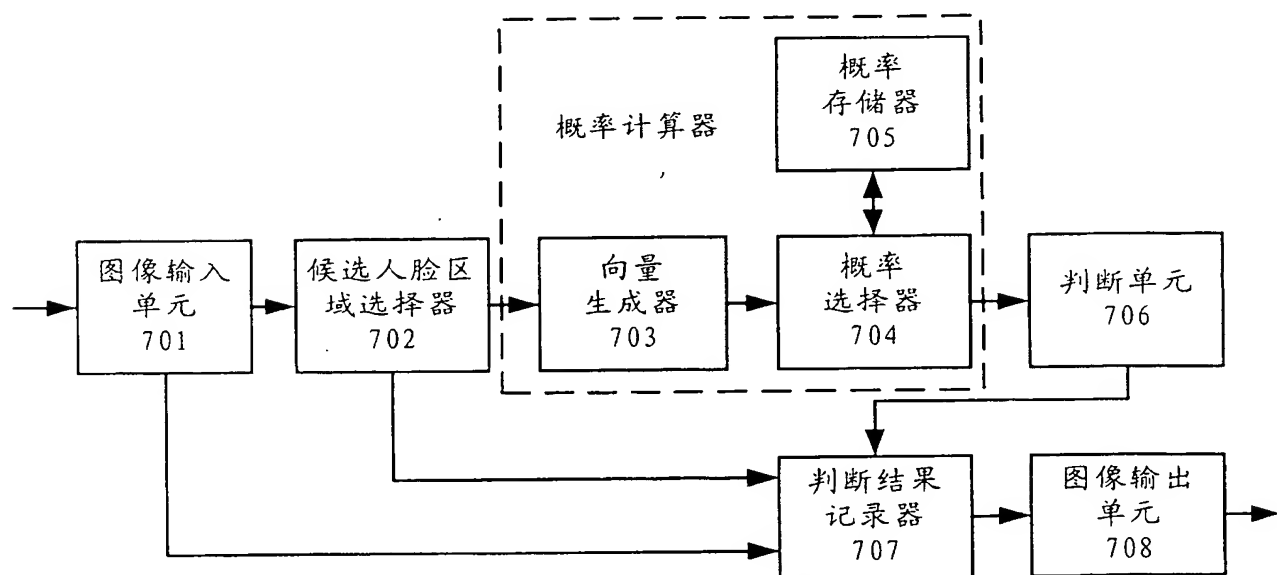 概率
存储器
705
概率计算器
图像输入
单元
701
候选人脸区
域选择器
702
向量
生成器
703
概率
选择器
704
判断单元
706
判断结果
记录器
707
图像输出
单元
708